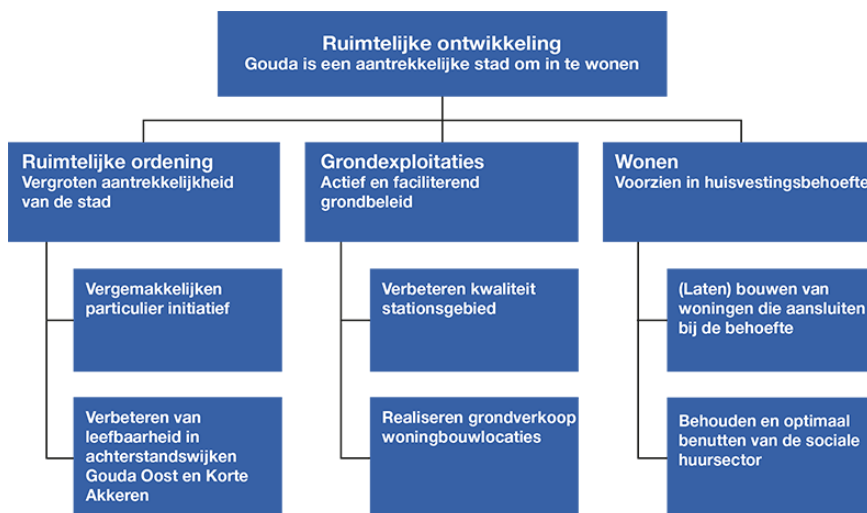 Ruimtelijke ontwikkeling
Gouda is een aantrekkelijke stad om in te wonen
Ruimtelijke ordening
Vergroten aantrekkelijkheid
van de stad
Vergemakkelijken
particulier initiatief
Verbeteren van
leefbaarheid in
achterstandswijken
Gouda Oost en Korte
Akkeren
Grondexploitaties
Actief en faciliterend
grondbeleid
Verbeteren kwaliteit
stationsgebied
Realiseren grondverkoop
woningbouwlocaties
Wonen
Voorzien in huisvestingsbehoefte
(Laten) bouwen van
woningen die aansluiten
bij de behoefte
Behouden en optimaal
benutten van de sociale
huursector